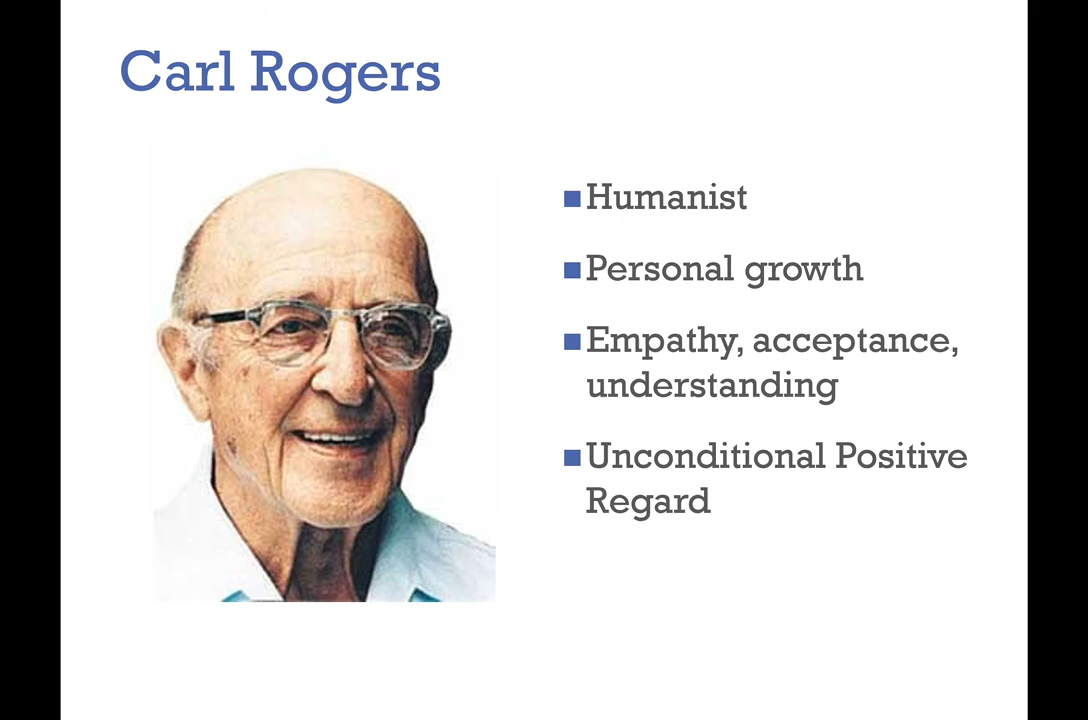 Carl Rogers
Humanist
Personal growth
Empathy, acceptance,
understanding
Unconditional Positive
Regard